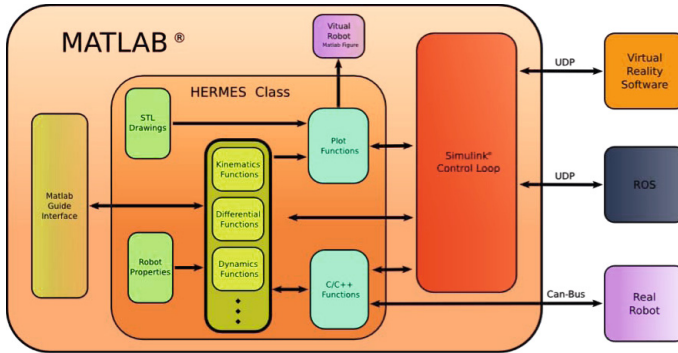 MATLAB ®
Vitual
Robot
Matlab Figure
HERMES Class
STL
Drawings
Plot
Functions
Kinematics
Functions
Differential
Functions
Dynamics
Functions
Matlab
Guide
Interface
Robot
Properties
C/C++
Functions
Simulink®
Control Loop
UDP
Virtual
Reality
Software
UDP
ROS
Can-Bus
Real
Robot